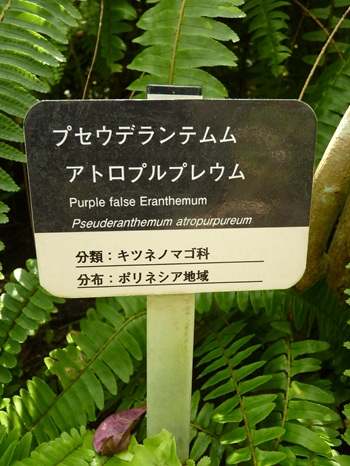 プセウデランテムム
アトロプルプレウム
Purple false Eranthemum
Pseuderanthemum atropurpureum
分類：キツネノマゴ科
分布：ポリネシア地域